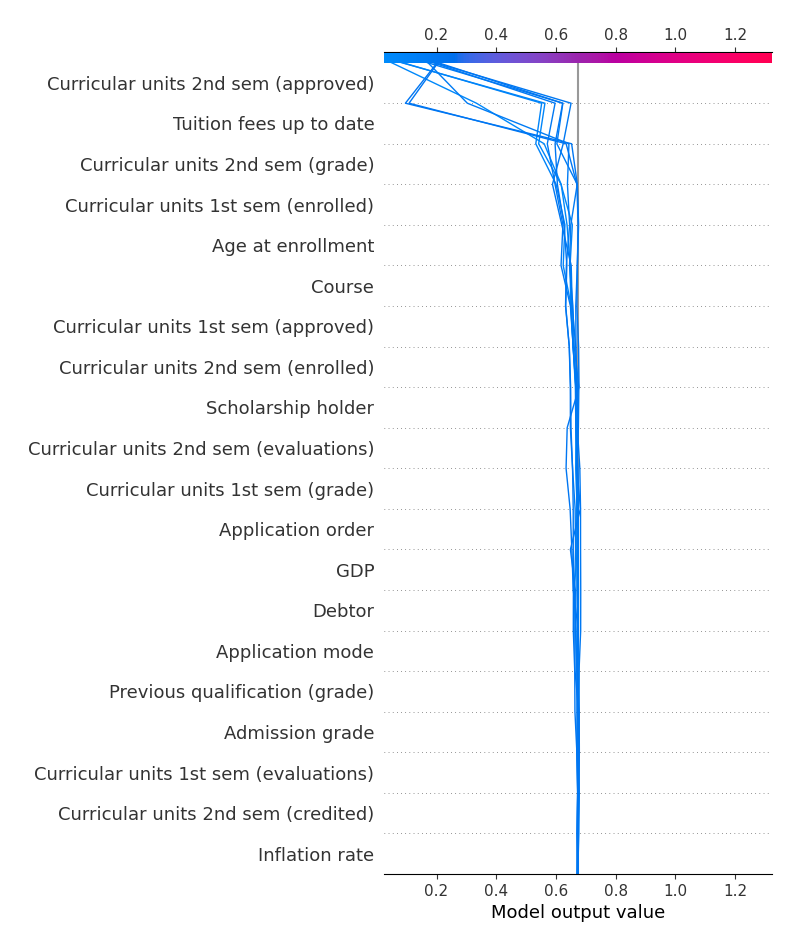 0.2 0.4 0.6 0.8 1.0 1.2
Curricular units 2nd sem (approved)
Tuition fees up to date
Curricular units 2nd sem (grade)
Curricular units 1st sem (enrolled)
Age at enrollment
Course
Curricular units 1st sem (approved)
Curricular units 2nd sem (enrolled)
Scholarship holder
Curricular units 2nd sem (evaluations)
Curricular units 1st sem (grade)
Application order
GDP
Debtor
Application mode
Previous qualification (grade)
Admission grade
Curricular units 1st sem (evaluations)
Curricular units 2nd sem (credited)
Inflation rate
0.2 0.4 0.6 0.8 1.0 1.2
Model output value